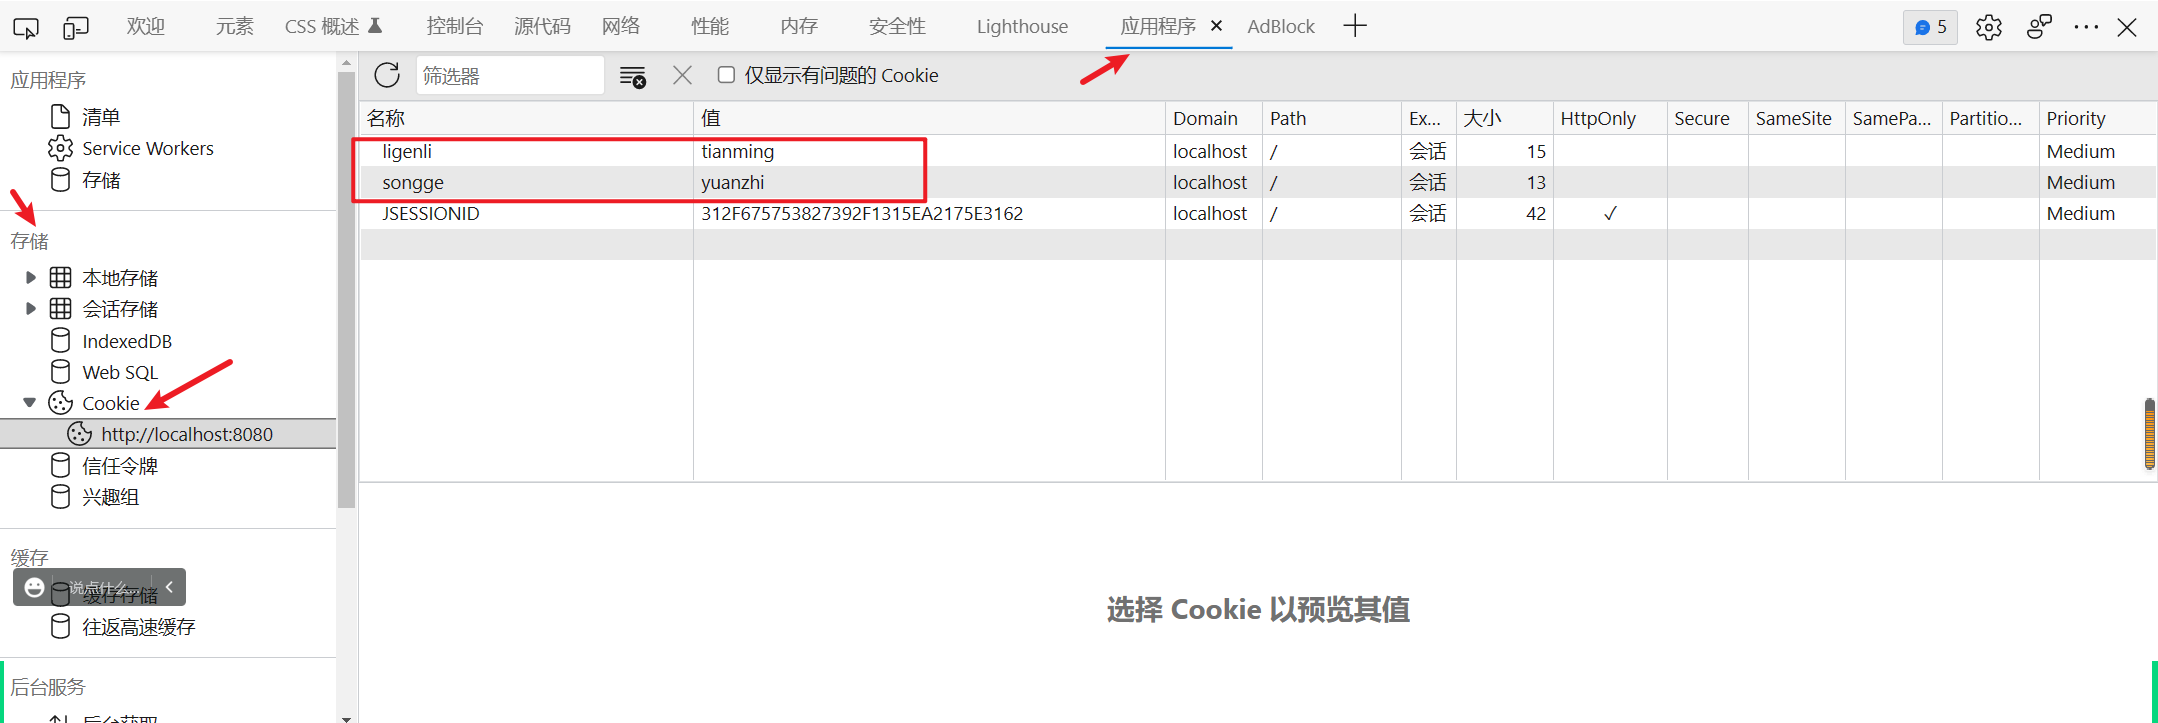 欢迎 元素 CSS 概述 控制台 源代码 网络 性能 内存 安全性 Lighthouse 应用程序 AdBlock 5
应用程序
清单
Service Workers
存储
存储
本地存储
会话存储
IndexedDB
Web SQL
Cookie
http://localhost:8080
信任令牌
兴趣组
缓存
说点什么...
缓存存储
往返高速缓存
后台服务
后台获取
筛选器 仅显示有问题的 Cookie
名称 值 Domain Path Ex... 大小 HttpOnly Secure SameSite SamePa... Partitio... Priority
ligenli tianming localhost / 会话 15 Medium
songge yuanzhi localhost / 会话 13 Medium
JSESSIONID 312F675753827392F1315EA2175E3162 localhost / 会话 42 ✓ Medium
选择 Cookie 以预览其值